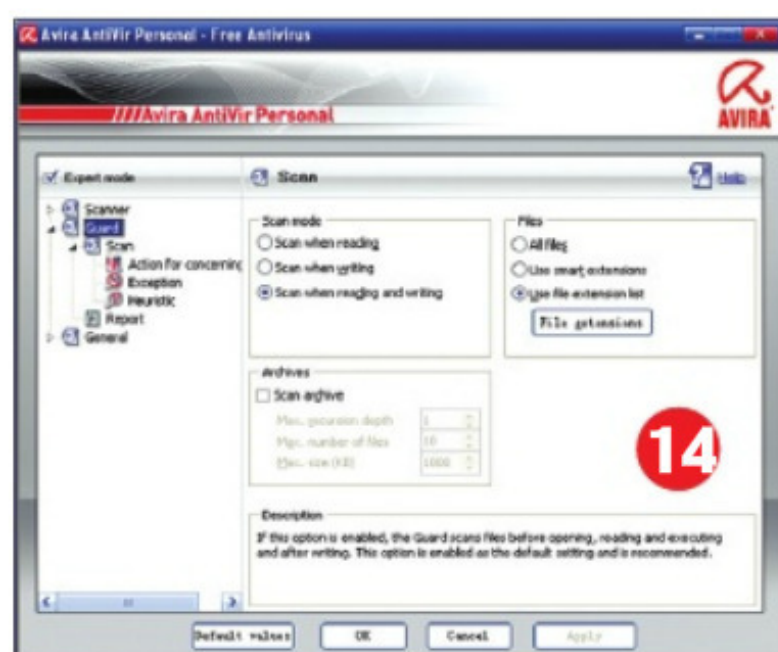 Avira AntiVir Personal - Free Antivirus
///Avira AntiVir Personal
AVIRA
Expert mode
Scan
Help
Scanner
Guard
Scan
Action for concerning
Exception
Heuristic
Report
General
Scan mode
Scan when reading
Scan when writing
Scan when reading and writing
Files
All files
Use smart extensions
Use file extension list
File extensions
Archives
Scan archive
Max. recursion depth
1
Max. number of files
10
Max. size (KB)
1000
14
Description
If this option is enabled, the Guard scans files before opening, reading and executing
and after writing. This option is enabled as the default setting and is recommended.
Default values
OK
Cancel
Apply